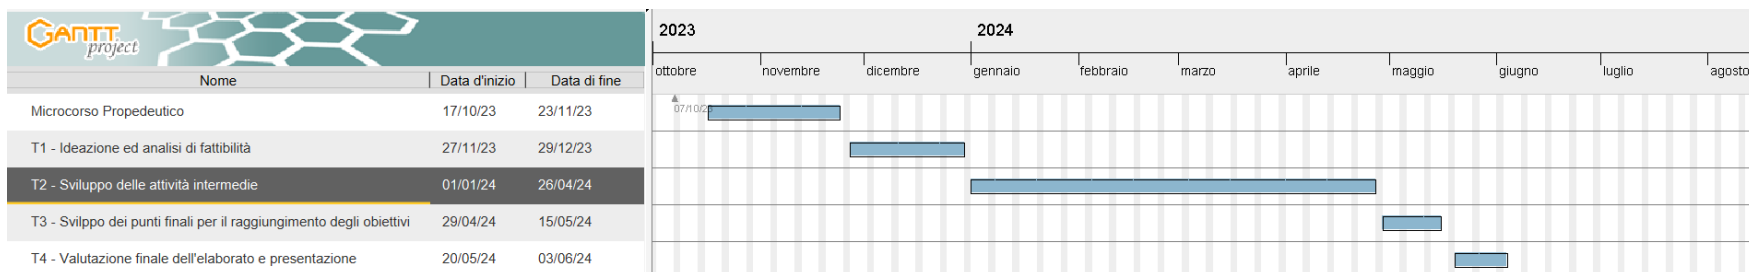 GANTT
project
2023 2024
Nome Data d'inizio Data di fine
ottobre novembre dicembre gennaio febbraio marzo aprile maggio giugno luglio agosto
07/10/23
Microcorso Propedeutico 17/10/23 23/11/23
T1 - Ideazione ed analisi di fattibilità 27/11/23 29/12/23
T2 - Sviluppo delle attività intermedie 01/01/24 26/04/24
T3 - Svilppo dei punti finali per il raggiungimento degli obiettivi 29/04/24 15/05/24
T4 - Valutazione finale dell'elaborato e presentazione 20/05/24 03/06/24